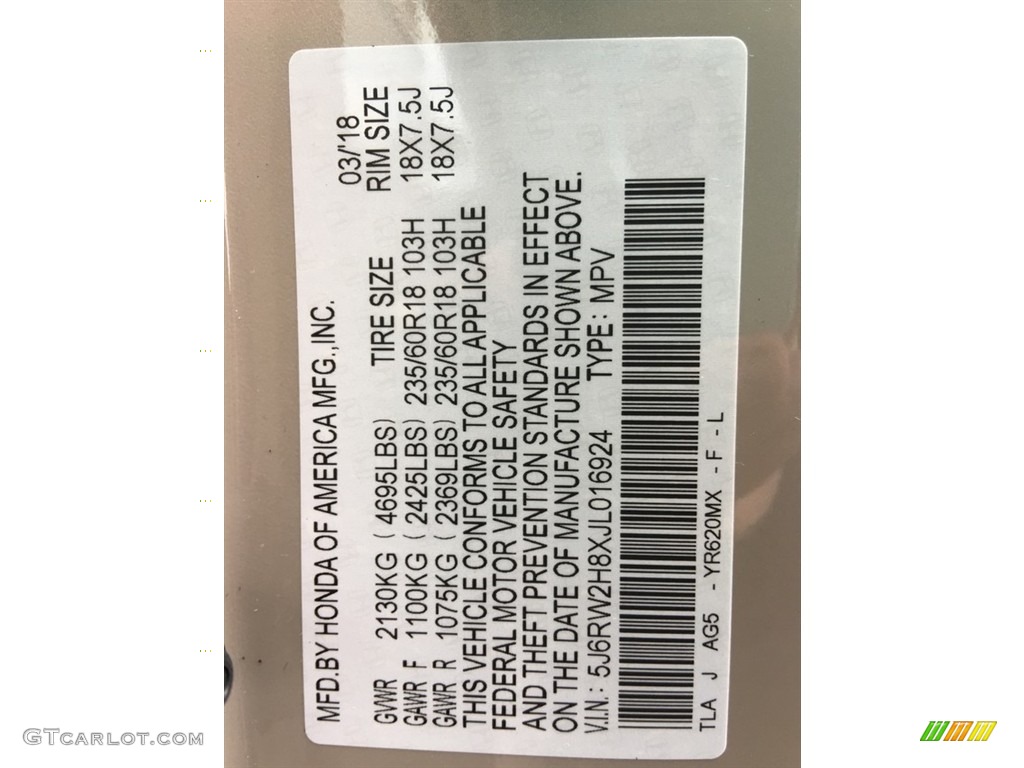 MFD.BY HONDA OF AMERICA MFG.,INC. 03/'18
TIRE SIZE RIM SIZE
GVWR 2130KG ( 4695LBS)
GAWR F 1100KG ( 2425LBS) 235/60R18 103H 18X7.5J
GAWR R 1075KG ( 2369LBS) 235/60R18 103H 18X7.5J
THIS VEHICLE CONFORMS TO ALL APPLICABLE
FEDERAL MOTOR VEHICLE SAFETY
AND THEFT PREVENTION STANDARDS IN EFFECT
ON THE DATE OF MANUFACTURE SHOWN ABOVE.
V.I.N.: 5J6RW2H8XJL016924 TYPE: MPV
TLA J AG5 - YR620MX - F - L
GTCarlot.com